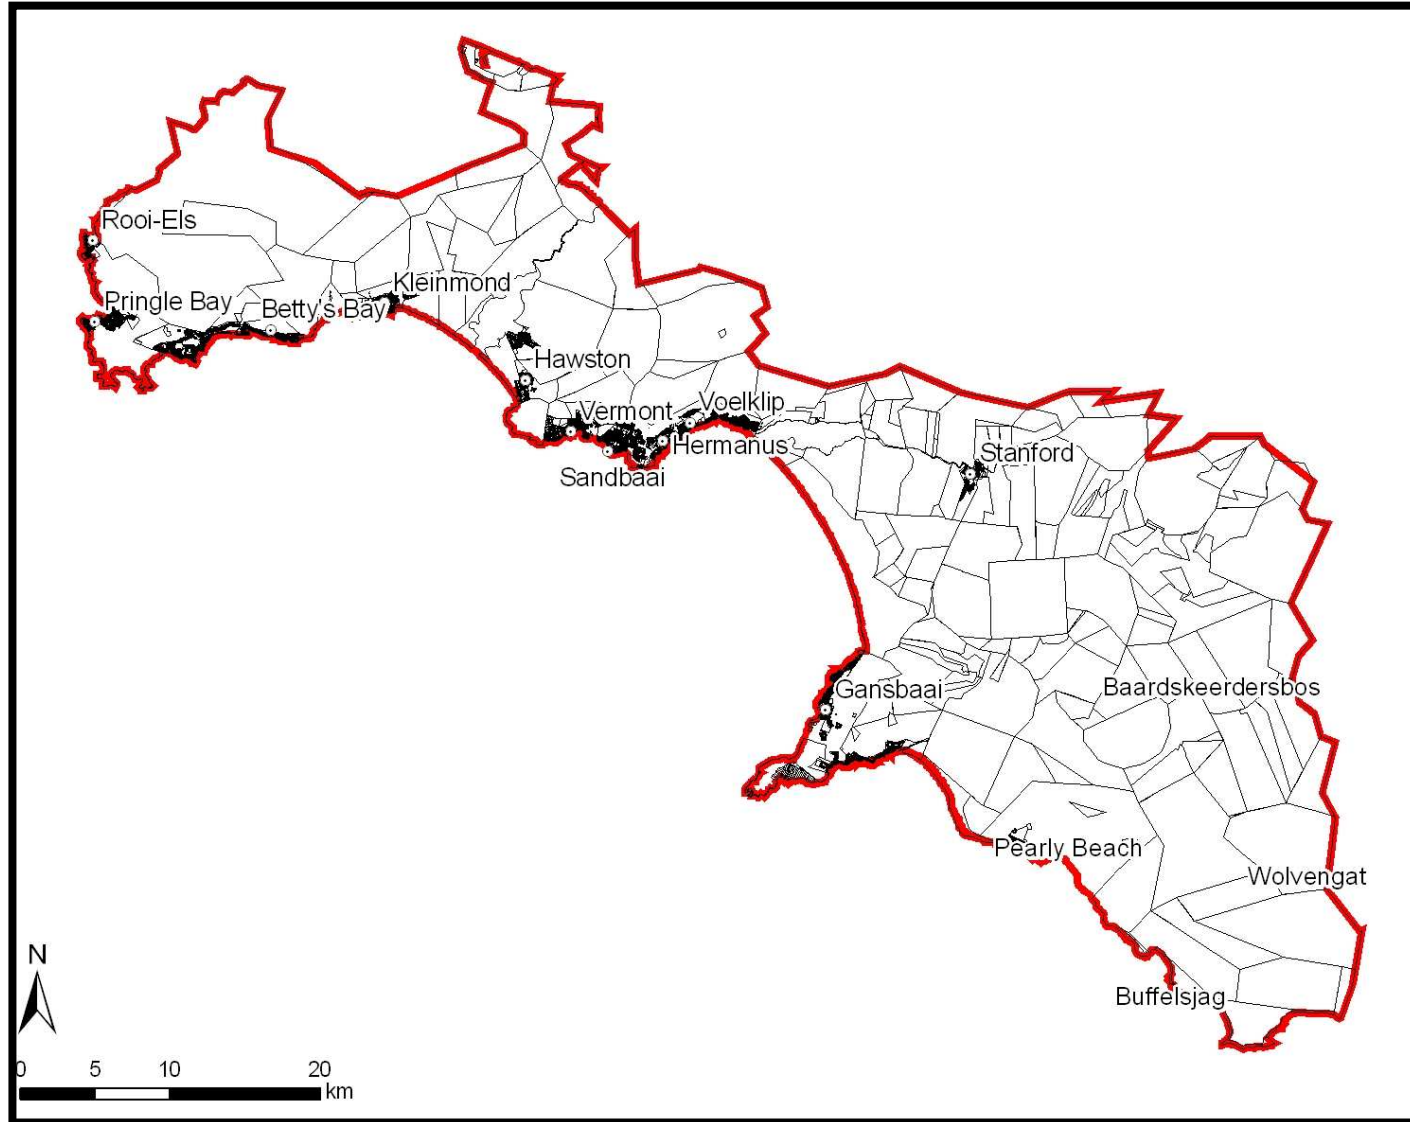 Rooi-Els
Kleinmond
Pringle Bay
Betty's Bay
Hawston
Voelklip
Vermont
Hermanus
Stanford
Sandbaai
Gansbaai
Baardskeerdersbos
Pearly Beach
Wolvengat
N
Buffelsjag
0 5 10 20
km